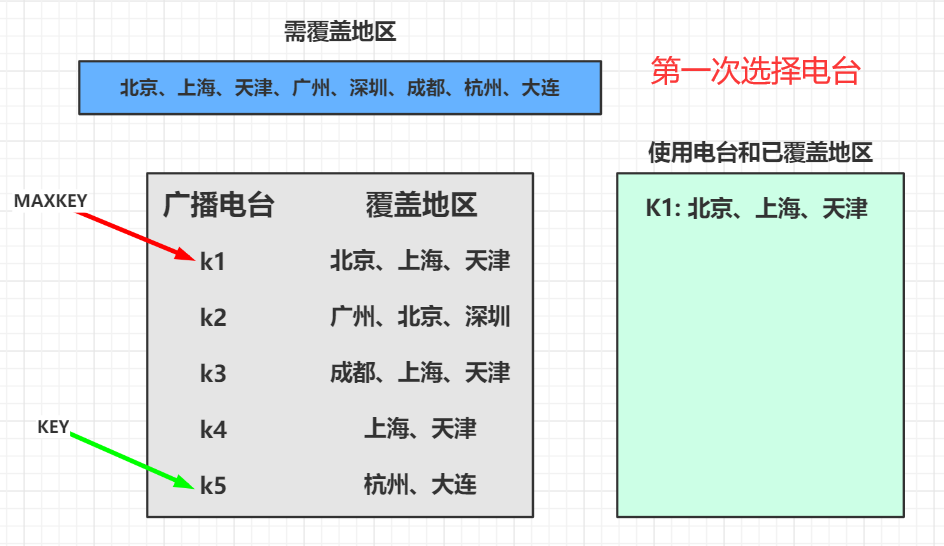 需覆盖地区
第一次选择电台
北京、上海、天津、广州、深圳、成都、杭州、大连
使用电台和已覆盖地区
MAXKEY
广播电台 覆盖地区
K1: 北京、上海、天津
k1 北京、上海、天津
k2 广州、北京、深圳
k3 成都、上海、天津
KEY
k4 上海、天津
k5 杭州、大连